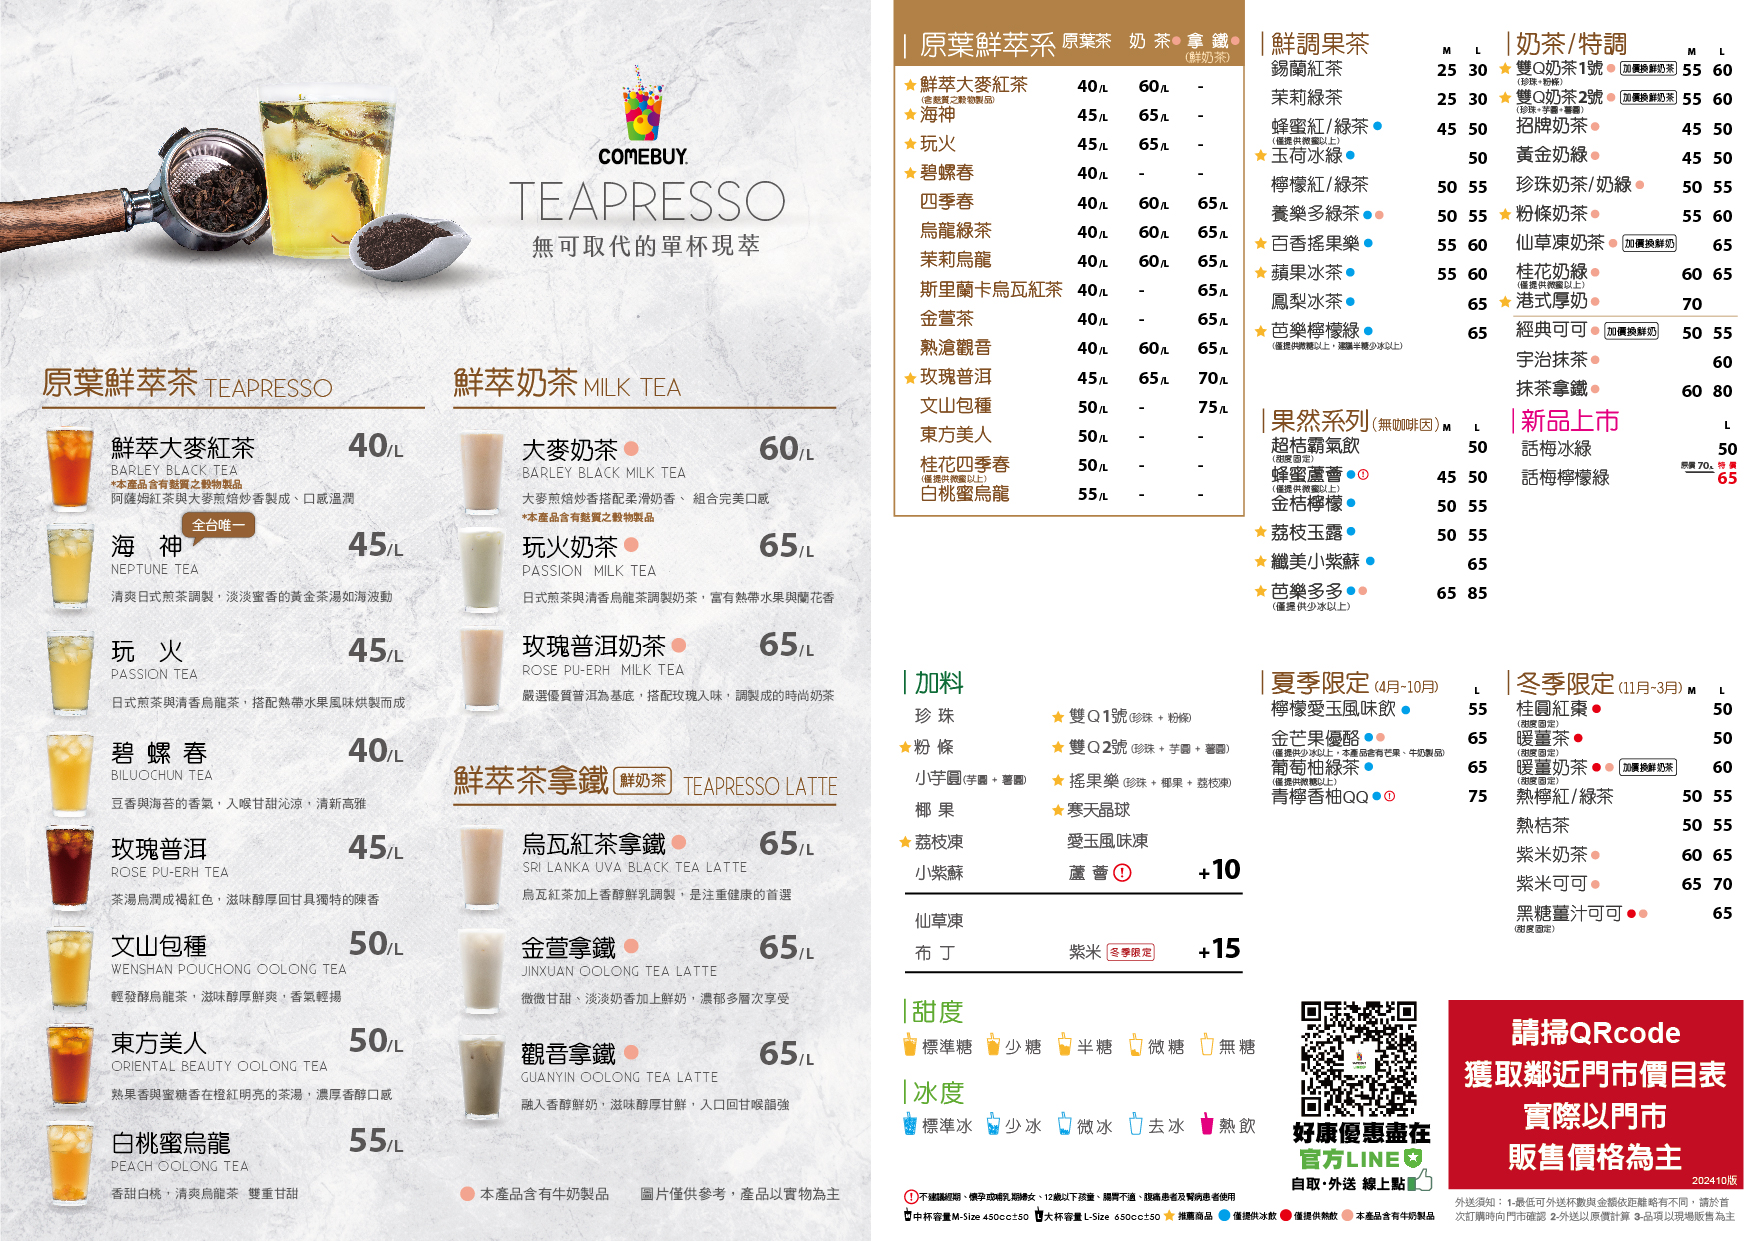 COMEBUY.
TEAPRESSO
無可取代的單杯現萃
原葉鮮萃茶 TEAPRESSO
鮮萃大麥紅茶 40/L
BARLEY BLACK TEA
*本產品含有麩質之穀物製品
阿薩姆紅茶與大麥煎焙炒香製成、口感溫潤
全台唯一
海 神 45/L
NEPTUNE TEA
清爽日式煎茶調製，淡淡蜜香的黃金茶湯如海波動
玩 火 45/L
PASSION TEA
日式煎茶與清香烏龍茶，搭配熱帶水果風味烘製而成
碧 螺 春 40/L
BILUOCHUN TEA
豆香與海苔的香氣，入喉甘甜沁涼，清新高雅
玫瑰普洱 45/L
ROSE PU-ERH TEA
茶湯烏潤成褐紅色，滋味醇厚回甘具獨特的陳香
文山包種 50/L
WENSHAN POUCHONG OOLONG TEA
輕發酵烏龍茶，滋味醇厚鮮爽，香氣輕揚
東方美人 50/L
ORIENTAL BEAUTY OOLONG TEA
熟果香與蜜糖香在橙紅明亮的茶湯，濃厚香醇口感
白桃蜜烏龍 55/L
PEACH OOLONG TEA
香甜白桃，清爽烏龍茶 雙重甘甜
鮮萃奶茶 MILK TEA
大麥奶茶 60/L
BARLEY BLACK MILK TEA
大麥煎焙炒香搭配柔滑奶香、 組合完美口感
*本產品含有麩質之穀物製品
玩火奶茶 65/L
PASSION MILK TEA
日式煎茶與清香烏龍茶調製奶茶，富有熱帶水果與蘭花香
玫瑰普洱奶茶 65/L
ROSE PU-ERH MILK TEA
嚴選優質普洱為基底，搭配玫瑰入味，調製成的時尚奶茶
鮮萃茶拿鐵 鮮奶茶 TEAPRESSO LATTE
烏瓦紅茶拿鐵 65/L
SRI LANKA UVA BLACK TEA LATTE
烏瓦紅茶加上香醇鮮乳調製，是注重健康的首選
金萱拿鐵 65/L
JINXUAN OOLONG TEA LATTE
微微甘甜、淡淡奶香加上鮮奶，濃郁多層次享受
觀音拿鐵 65/L
GUANYIN OOLONG TEA LATTE
融入香醇鮮奶，滋味醇厚甘鮮，入口回甘喉韻強
本產品含有牛奶製品 圖片僅供參考，產品以實物為主
原葉鮮萃系 原葉茶 奶 茶 拿 鐵
(鮮奶茶)
鮮萃大麥紅茶 40/L 60/L -
(含麩質之穀物製品)
海神 45/L 65/L -
玩火 45/L 65/L -
碧螺春 40/L - -
四季春 40/L 60/L 65/L
烏龍綠茶 40/L 60/L 65/L
茉莉烏龍 40/L 60/L 65/L
斯里蘭卡烏瓦紅茶 40/L - 65/L
金萱茶 40/L - 65/L
熟滄觀音 40/L 60/L 65/L
玫瑰普洱 45/L 65/L 70/L
文山包種 50/L - 75/L
東方美人 50/L - -
桂花四季春 50/L - -
(僅提供微糖以上)
白桃蜜烏龍 55/L - -
鮮調果茶 M L
錫蘭紅茶 25 30
茉莉綠茶 25 30
蜂蜜紅/綠茶 45 50
(僅提供微糖以上)
玉荷冰綠 50
檸檬紅/綠茶 50 55
養樂多綠茶 50 55
百香搖果樂 55 60
蘋果冰茶 55 60
鳳梨冰茶 65
芭樂檸檬綠 65
(僅提供微糖以上，建議半糖少冰以上)
果然系列(無咖啡因) M L
超桔霸氣飲 50
(甜度固定)
蜂蜜蘆薈 ! 45 50
(僅提供微糖以上)
金桔檸檬 50 55
荔枝玉露 50 55
纖美小紫蘇 65
芭樂多多 65 85
(僅提供少冰以上)
奶茶/特調 M L
雙Q奶茶1號 加價換鮮奶茶 55 60
(珍珠+粉條)
雙Q奶茶2號 加價換鮮奶茶 55 60
(珍珠+芋圓+薯圓)
招牌奶茶 45 50
黃金奶綠 45 50
珍珠奶茶/奶綠 50 55
粉條奶茶 55 60
仙草凍奶茶 加價換鮮奶 65
桂花奶綠 60 65
(僅提供微糖以上)
港式厚奶 70
經典可可 加價換鮮奶 50 55
宇治抹茶 60
抹茶拿鐵 60 80
新品上市 L
話梅冰綠 50
原價 70/L 特 價
話梅檸檬綠 65
加料
珍 珠 雙Q1號(珍珠 + 粉條)
粉 條 雙Q2號 (珍珠 + 芋圓 + 薯圓)
小芋圓(芋圓 + 薯圓) 搖果樂 (珍珠 + 椰果 + 荔枝凍)
椰 果 寒天晶球
荔枝凍 愛玉風味凍
小紫蘇 蘆 薈 ! +10
仙草凍
布 丁 紫米 冬季限定 +15
夏季限定 (4月~10月) L
檸檬愛玉風味飲 55
金芒果優酪 65
(僅提供少冰以上，本產品含有芒果、牛奶製品)
葡萄柚綠茶 65
(僅提供微糖以上)
青檸香柚QQ ! 75
冬季限定 (11月~3月) M L
桂圓紅棗 50
(甜度固定)
暖薑茶 50
(甜度固定)
暖薑奶茶 加價換鮮奶茶 60
(甜度固定)
熱檸紅/綠茶 50 55
熱桔茶 50 55
紫米奶茶 60 65
紫米可可 65 70
黑糖薑汁可可 65
(甜度固定)
甜度
標準糖 少糖 半糖 微糖 無糖
冰度
標準冰 少冰 微冰 去冰 熱飲
好康優惠盡在
官方LINE
自取·外送 線上點
請掃QRcode
獲取鄰近門市價目表
實際以門市
販售價格為主
202410版
! 不建議經期、懷孕或哺乳期婦女、12歲以下孩童、腸胃不適、腹瀉患者及腎病患者使用
中杯容量M-Size 450cc±50 大杯容量 L-Size 650cc±50 推薦商品 僅提供冰飲 僅提供熱飲 本產品含有牛奶製品
外送須知： 1-最低可外送杯數與金額依距離略有不同，請於首
次訂購時向門市確認 2-外送以原價計算 3-品項以現場販售為主